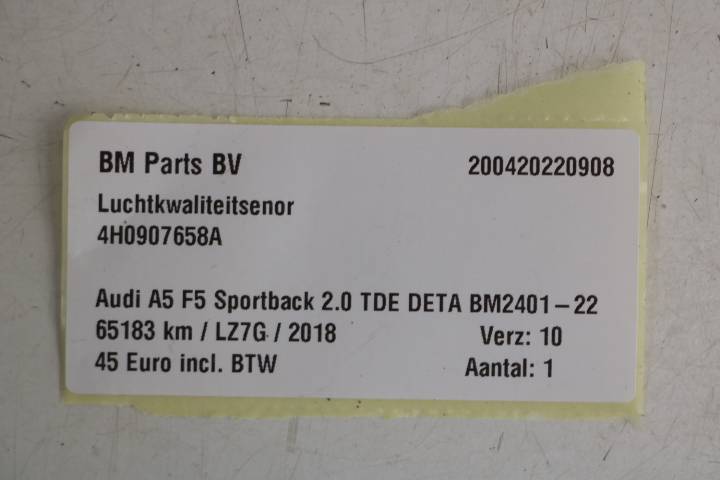 BM Parts BV 200420220908
Luchtkwaliteitsenor
4H0907658A
Audi A5 F5 Sportback 2.0 TDE DETA BM2401-22
65183 km / LZ7G / 2018 Verz: 10
45 Euro incl. BTW Aantal: 1